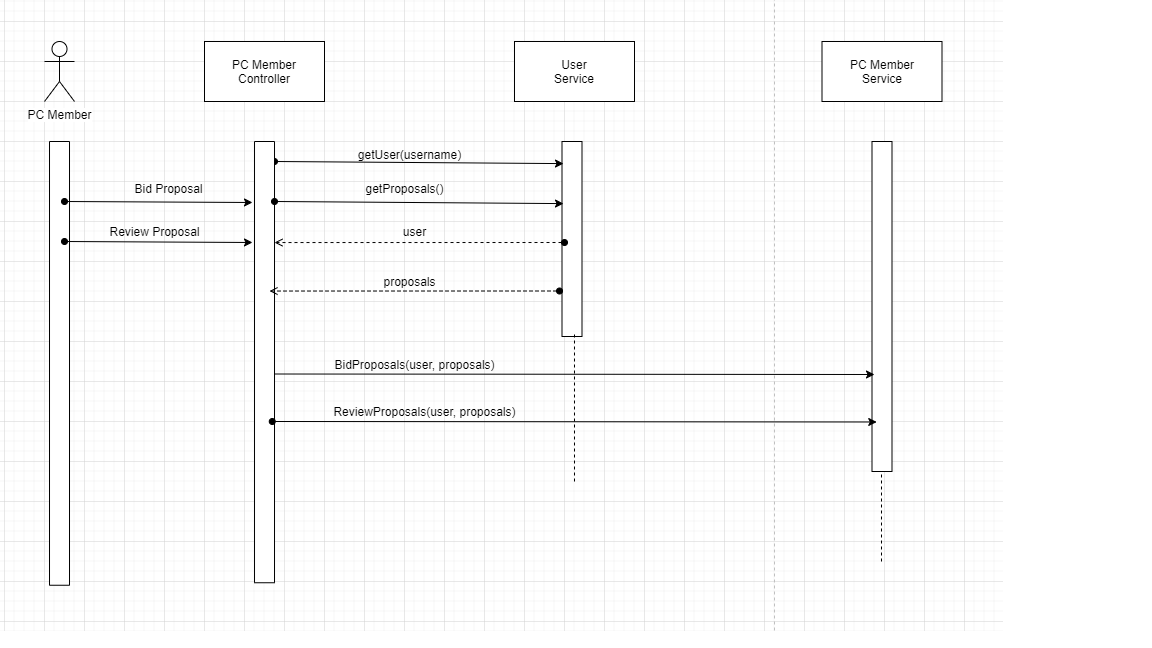 PC Member
Controller
User
Service
PC Member
Service
PC Member
getUser(username)
Bid Proposal
getProposals()
Review Proposal
user
proposals
BidProposals(user, proposals)
ReviewProposals(user, proposals)